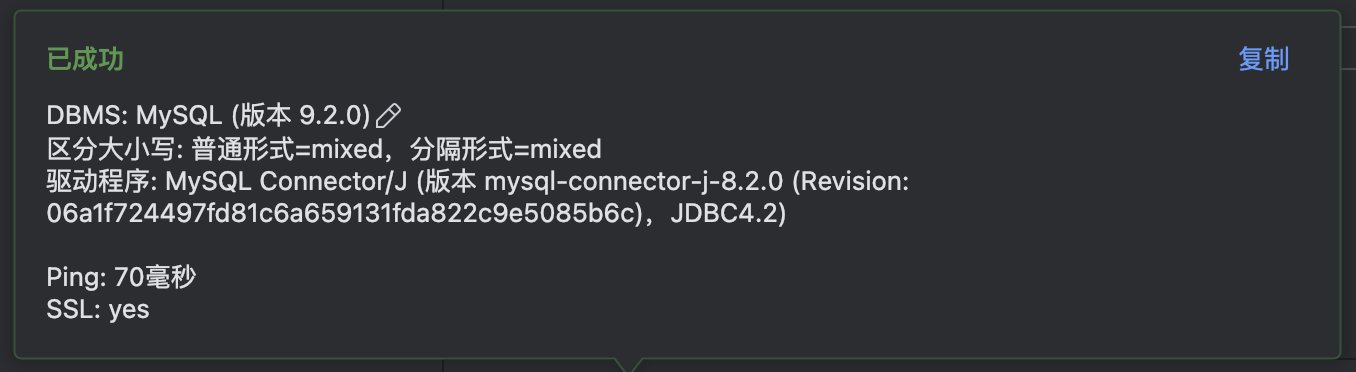 已成功
复制
DBMS: MySQL (版本 9.2.0)
区分大小写: 普通形式=mixed，分隔形式=mixed
驱动程序: MySQL Connector/J (版本 mysql-connector-j-8.2.0 (Revision:
06a1f724497fd81c6a659131fda822c9e5085b6c)，JDBC4.2)
Ping: 70毫秒
SSL: yes